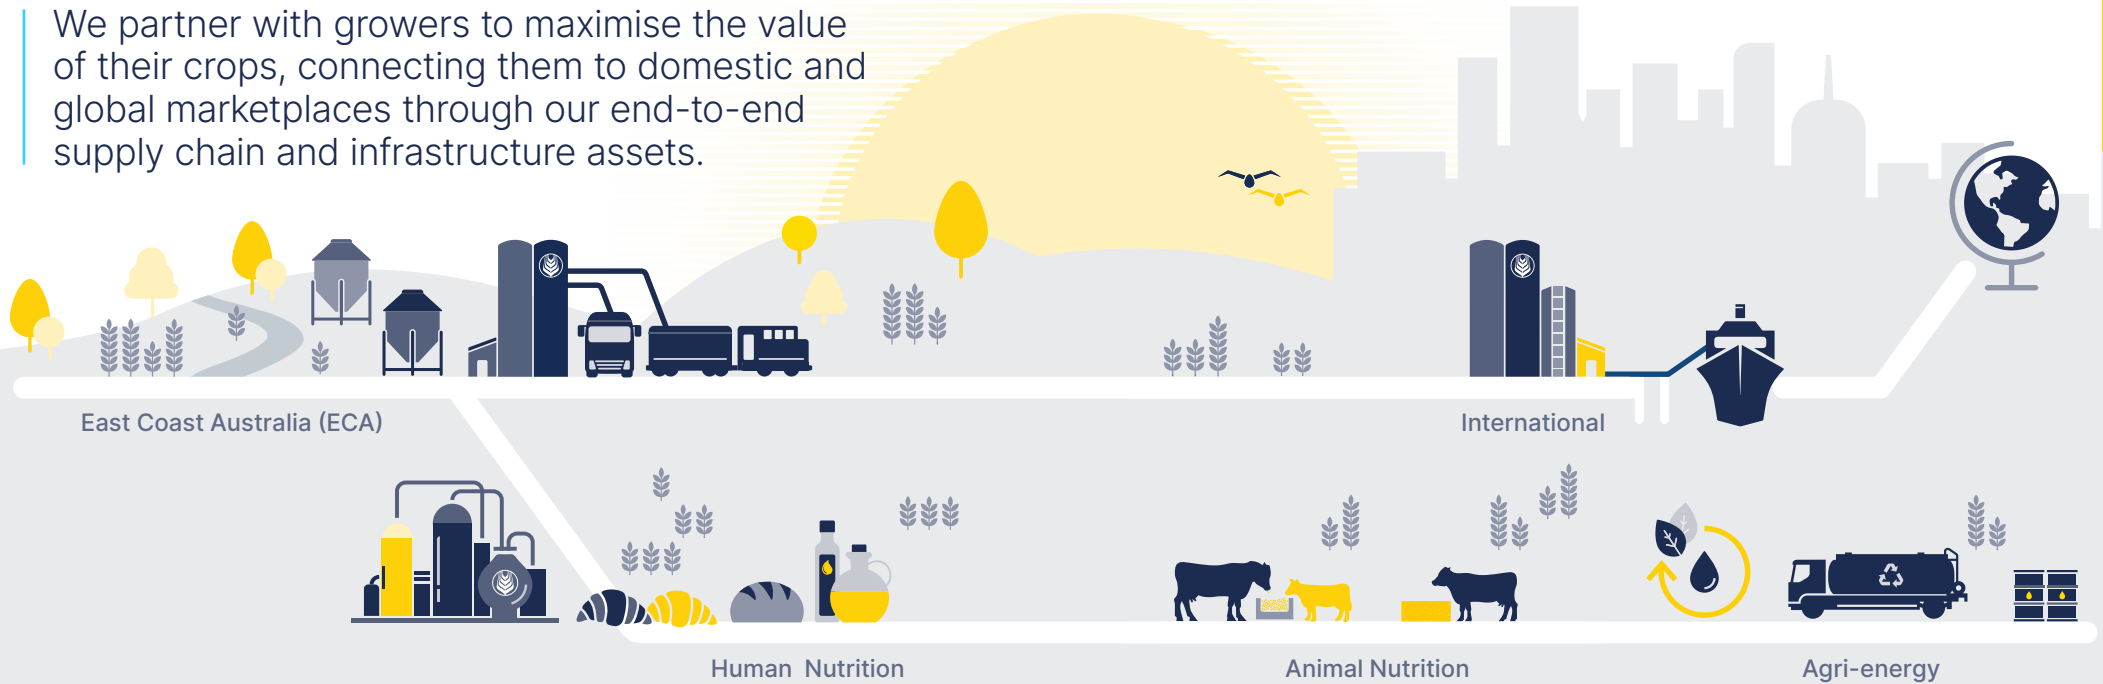 We partner with growers to maximise the value
of their crops, connecting them to domestic and
global marketplaces through our end-to-end
supply chain and infrastructure assets.
East Coast Australia (ECA)
International
Human Nutrition
Animal Nutrition
Agri-energy